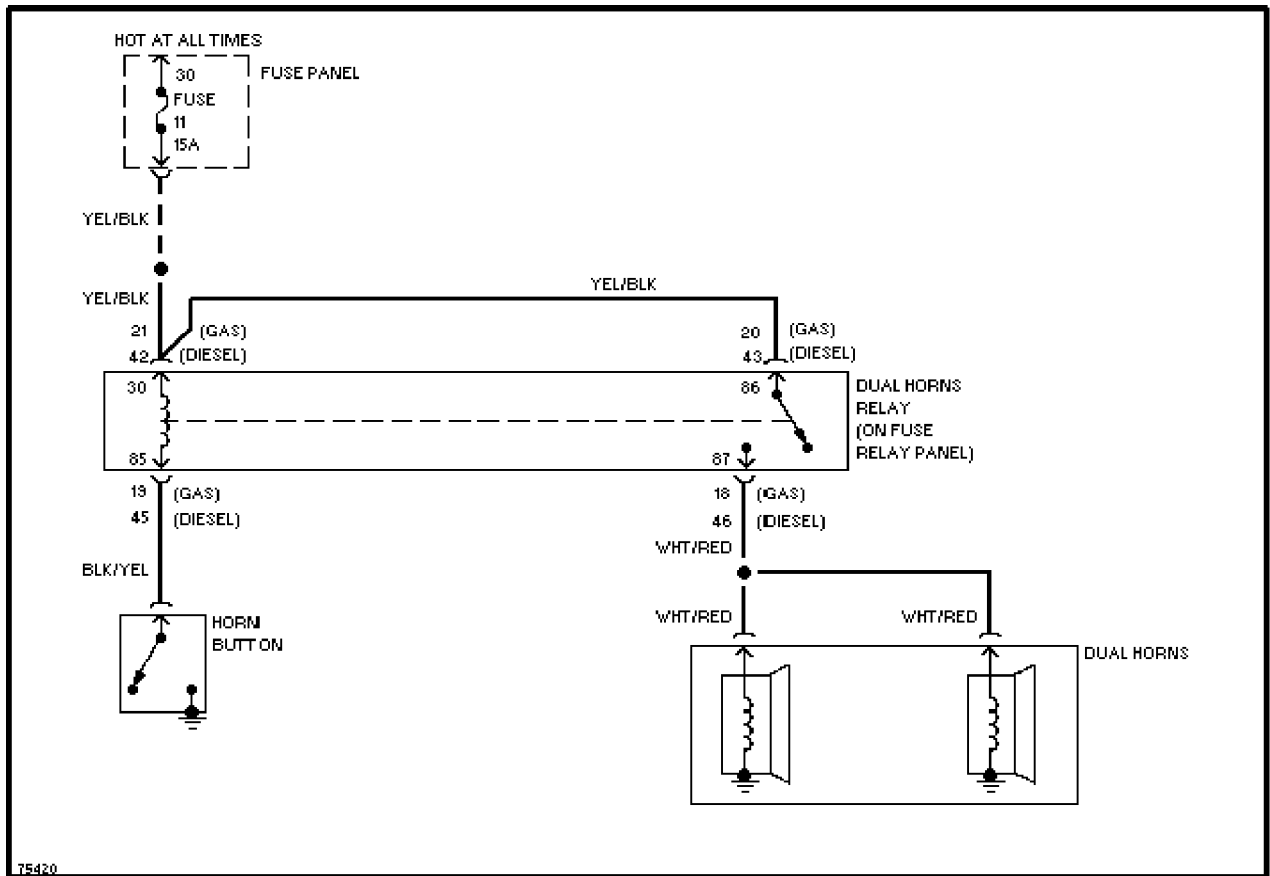 HOT AT ALL TIMES
30
FUSE
11
15A
FUSE PANEL
YEL/BLK
YEL/BLK
YEL/BLK
21 (GAS)
42 (DIESEL)
20 (GAS)
43 (DIESEL)
30
86
85
87
DUAL HORNS
RELAY
(ON FUSE
RELAY PANEL)
19 (GAS)
45 (DIESEL)
18 (GAS)
46 (DIESEL)
WHT/RED
BLK/YEL
WHT/RED
WHT/RED
HORN
BUTTON
DUAL HORNS
75420